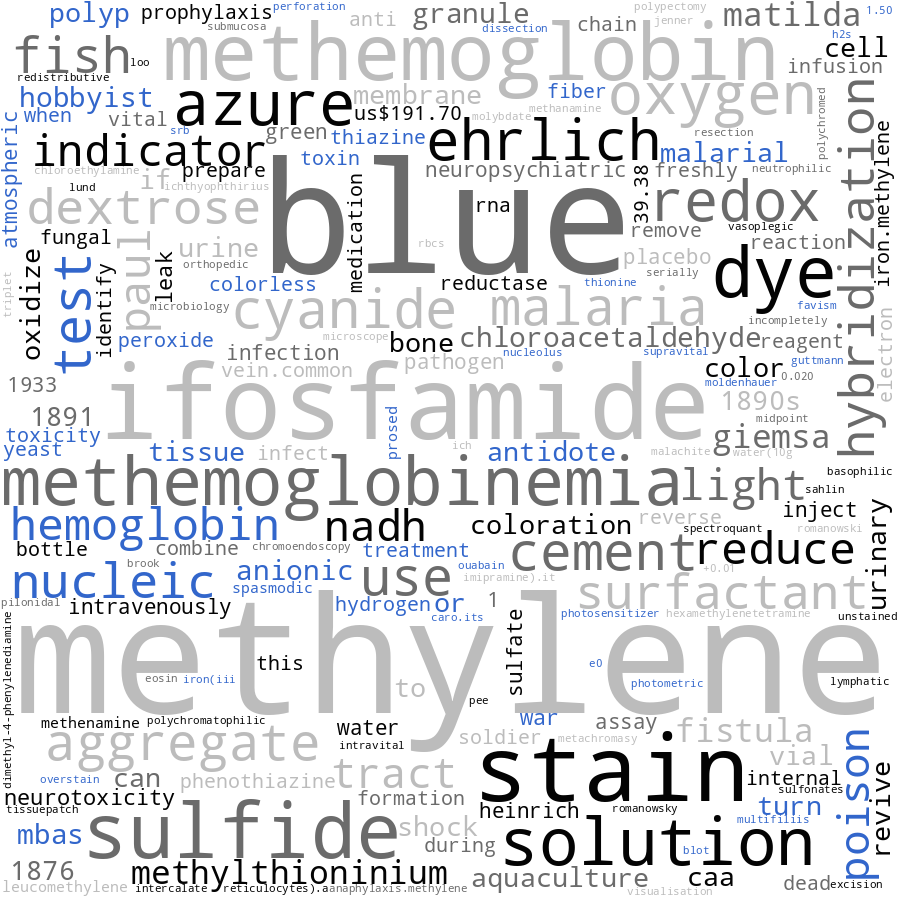 polyp
prophylaxis
perforation
submucosa
anti
granule
dissection
chain
polypectomy
jenner
matilda
1.50
fish
loo
redistributive
methemoglobin
h2s
cell
infusion
hobbyist
when
vital
azure
membrane
us$191.70
methanamine
molybdate
fiber
oxygen
polychromed
srb
green
thiazine
ehrlich
resection
atmospheric
indicator
toxin
malarial
chloroethylamine
prepare
neuropsychiatric
freshly
neutrophilic
hybridization
iron.methylene
lund
if
ichthyophthirius
blue
medication
rna
39.38
redox
dextrose
remove
vasoplegic
fungal
paul
leak
urine
rbcs
placebo
reaction
orthopedic
serially
dye
oxidize
test
identify
colorless
reductase
thionine
triplet
microbiology
cyanide
malaria
favism
incompletely
electron
peroxide
microscope
bone
chloroacetaldehyde
reagent
infection
vein.common
pathogen
nucleolus
supravital
color
guttmann
0.020
moldenhauer
1933
ifosfamide
1890s
1891
prosed
midpoint
toxicity
yeast
tissue
infect
ich
antidote
malachite
giemsa
water(10g
methemoglobinemia
light
basophilic
sahlin
hemoglobin
nadh
coloration
reverse
inject
spectroquant
romanowski
urinary
bottle
combine
chromoendoscopy
treatment
cement
reduce
brook
nucleic
anionic
spasmodic
use
ouabain
imipramine).it
+0.01
surfactant
pilonidal
intravenously
hydrogen
or
1
caro.its
photosensitizer
hexamethylenetetramine
unstained
dimethyl-4-phenylenediamine
methylene
sulfate
this
e0
eosin
iron(iii
to
pee
photometric
lymphatic
methenamine
polychromatophilic
water
war
assay
intravital
soldier
metachromasy
fistula
aggregate
stain
vial
poison
overstain
can
phenothiazine
tract
internal
revive
sulfonates
neurotoxicity
tissuepatch
formation
heinrich
romanowsky
turn
multifiliis
mbas
sulfide
shock
during
solution
blot
1876
methylthioninium
aquaculture
caa
dead
excision
leucomethylene
intercalate
reticulocytes).a
anaphylaxis.methylene
visualisation